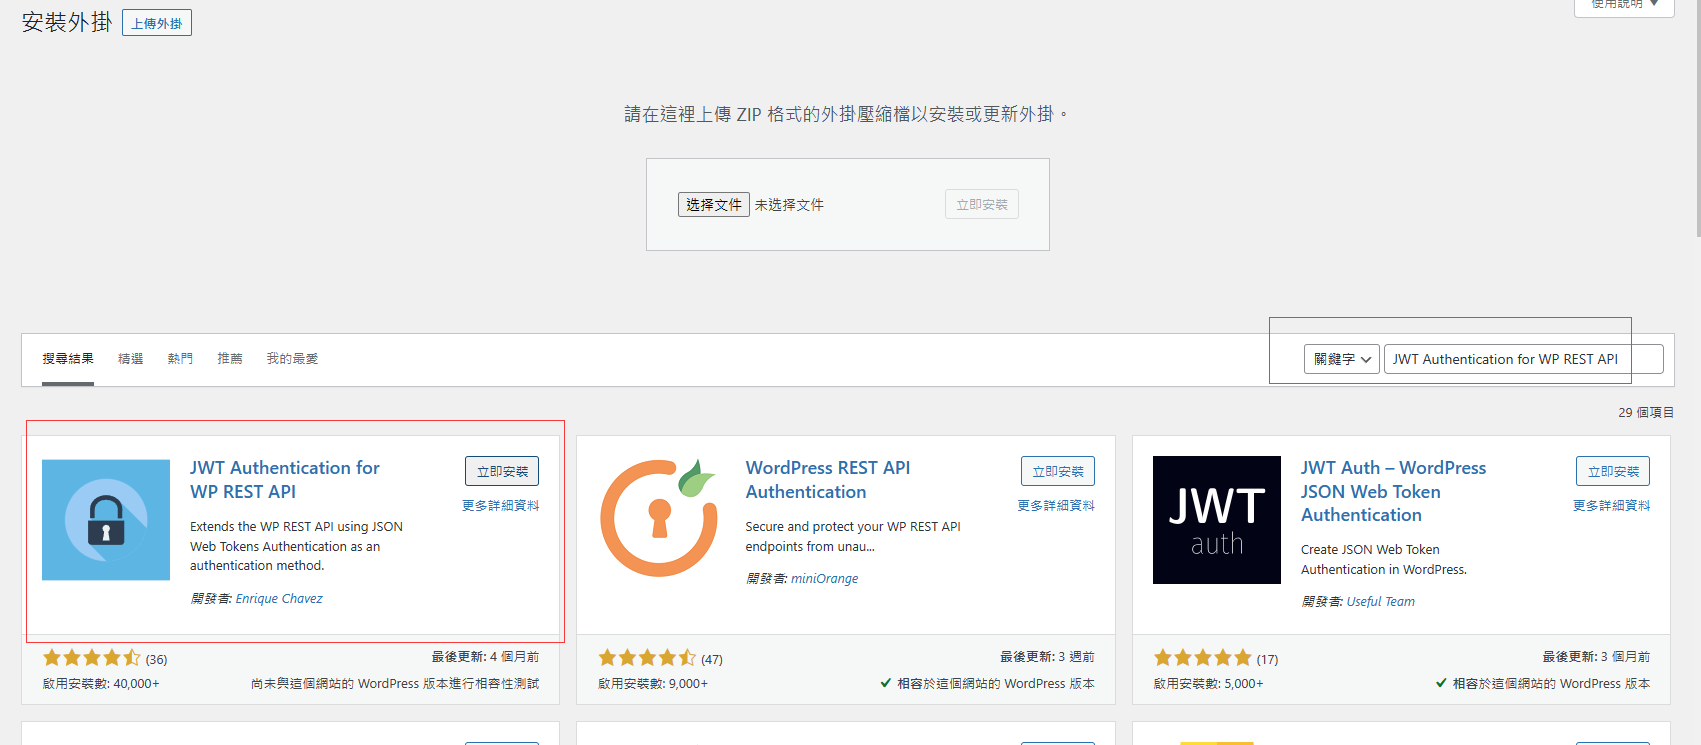 使用說明 ▼
安裝外掛 上傳外掛
請在這裡上傳 ZIP 格式的外掛壓縮檔以安裝或更新外掛。
选择文件 未选择文件 立即安裝
搜尋結果 精選 熱門 推薦 我的最愛 關鍵字 JWT Authentication for WP REST API
29 個項目
JWT Authentication for
WP REST API
立即安裝
更多詳細資料
Extends the WP REST API using JSON
Web Tokens Authentication as an
authentication method.
開發者: Enrique Chavez
(36) 最後更新: 4 個月前
啟用安裝數: 40,000+ 尚未與這個網站的 WordPress 版本進行相容性測試
WordPress REST API
Authentication
立即安裝
更多詳細資料
Secure and protect your WP REST API
endpoints from unau...
開發者: miniOrange
(47) 最後更新: 3 週前
啟用安裝數: 9,000+ 相容於這個網站的 WordPress 版本
JWT
auth
JWT Auth – WordPress
JSON Web Token
Authentication
立即安裝
更多詳細資料
Create JSON Web Token
Authentication in WordPress.
開發者: Useful Team
(17) 最後更新: 3 個月前
啟用安裝數: 5,000+ 相容於這個網站的 WordPress 版本